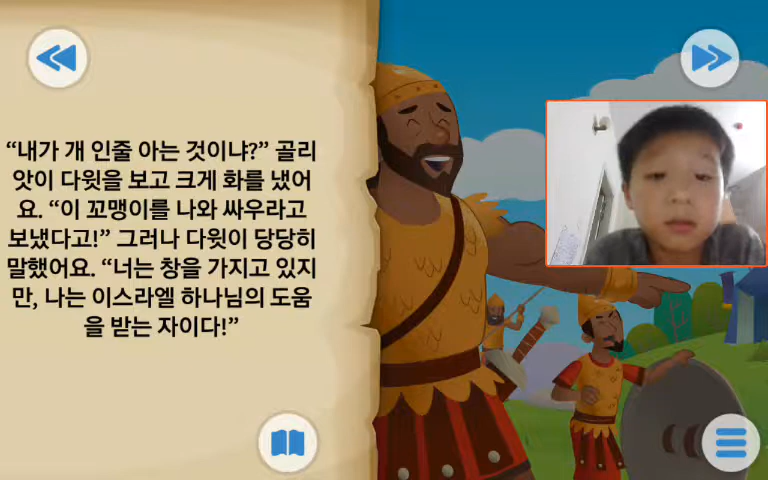 “내가 개 인줄 아는 것이냐?” 골리
앗이 다윗을 보고 크게 화를 냈어
요. “이 꼬맹이를 나와 싸우라고
보냈다고!” 그러나 다윗이 당당히
말했어요. “너는 창을 가지고 있지
만, 나는 이스라엘 하나님의 도움
을 받는 자이다!”